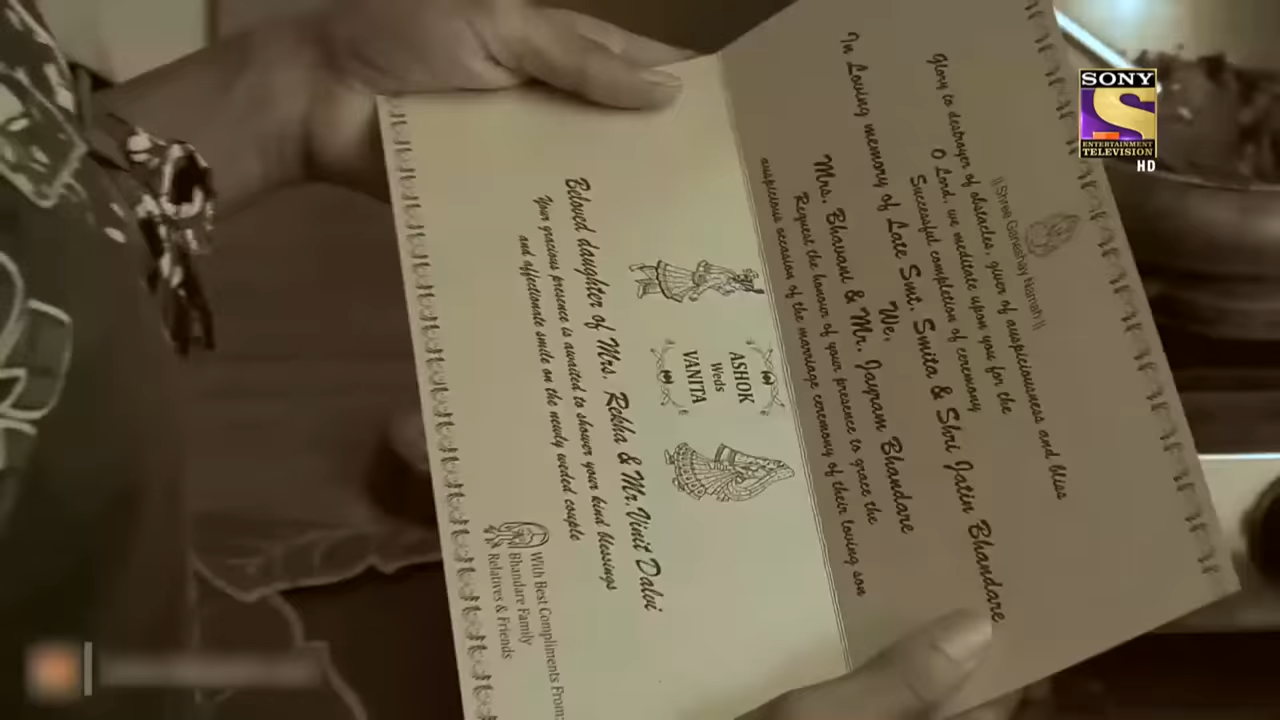 || Shree Ganeshay Namah ||
Glory to destroyer of obstacles, giver of auspiciousness and bliss
O Lord, we meditate upon you for the
Successful completion of ceremony
In Loving memory of Late Smt. Smita & Shri Jatin Bhandare
We,
Mrs. Bhavani & Mr. Jayram Bhandare
Request the honour of your presence to grace the
auspicious occasion of the marriage ceremony of their loving son
ASHOK
Weds
VANITA
Beloved daughter of Mrs. Rekha & Mr. Vinit Dalvi
Your gracious presence is awaited to shower your kind blessings
and affectionate smile on the newly weded couple
With Best Compliments From:
Bhandare Family
Relatives & Friends
SONY
S
ENTERTAINMENT
TELEVISION
HD